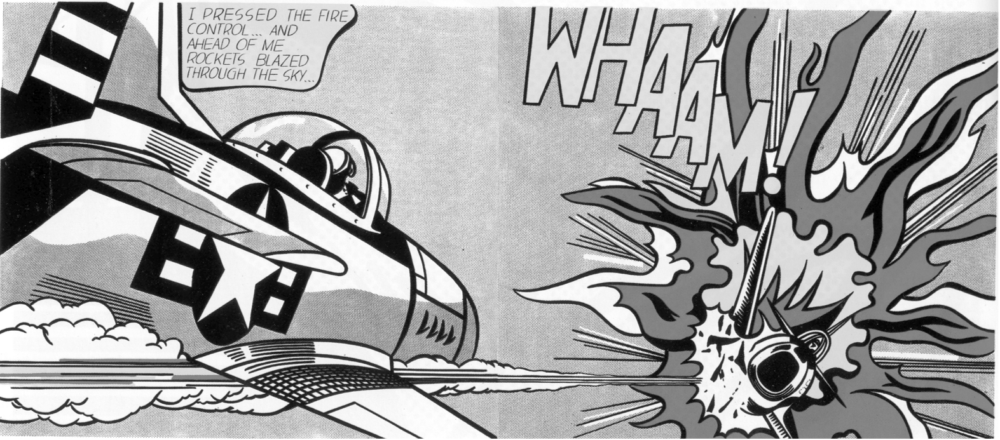 I PRESSED THE FIRE
CONTROL... AND
AHEAD OF ME
ROCKETS BLAZED
THROUGH THE SKY...
WHAAM!